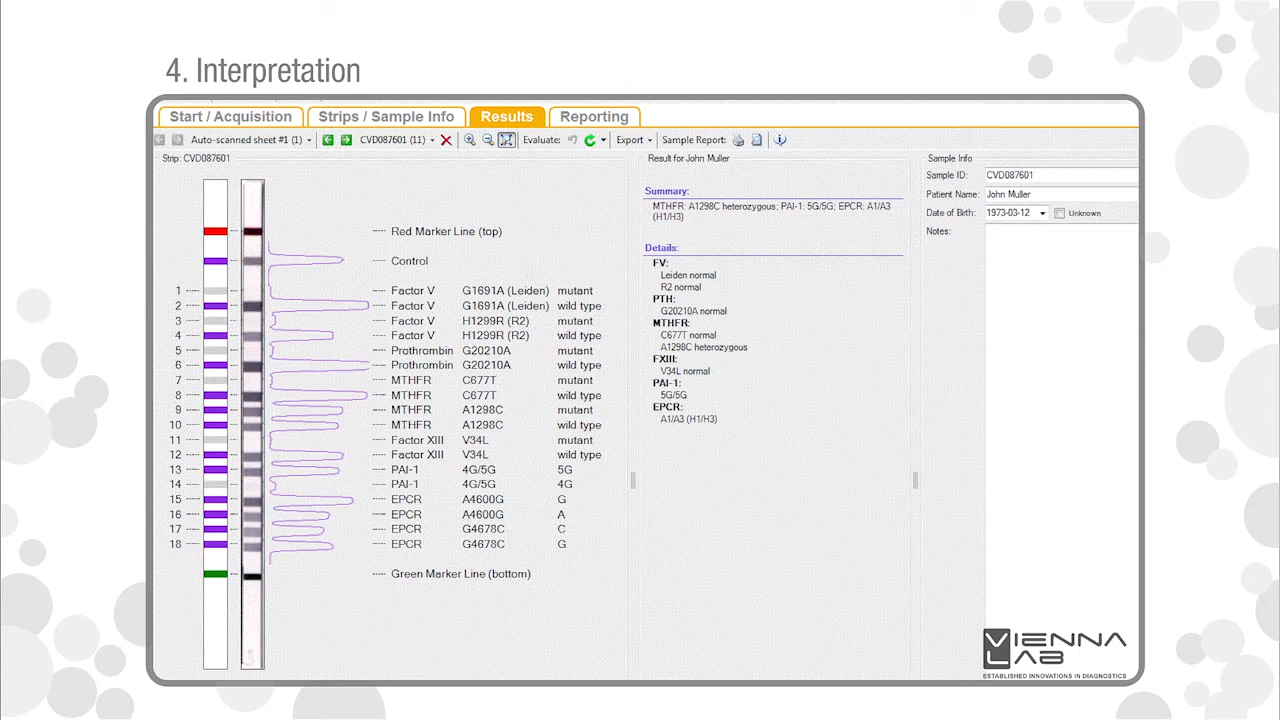 4. Interpretation
Start / Acquisition Strips / Sample Info Results Reporting
Auto-scanned sheet #1 (1) CVD087601 (11) Evaluate: Export Sample Report:
Strip: CVD087601
Red Marker Line (top)
Control
1 Factor V G1691A (Leiden) mutant
2 Factor V G1691A (Leiden) wild type
3 Factor V H1299R (R2) mutant
4 Factor V H1299R (R2) wild type
5 Prothrombin G20210A mutant
6 Prothrombin G20210A wild type
7 MTHFR C677T mutant
8 MTHFR C677T wild type
9 MTHFR A1298C mutant
10 MTHFR A1298C wild type
11 Factor XIII V34L mutant
12 Factor XIII V34L wild type
13 PAI-1 4G/5G 5G
14 PAI-1 4G/5G 4G
15 EPCR A4600G G
16 EPCR A4600G A
17 EPCR G4678C C
18 EPCR G4678C G
Green Marker Line (bottom)
Result for John Muller
Summary:
MTHFR: A1298C heterozygous; PAI-1: 5G/5G; EPCR: A1/A3
(H1/H3)
Details:
FV:
Leiden normal
R2 normal
PTH:
G20210A normal
MTHFR:
C677T normal
A1298C heterozygous
FXIII:
V34L normal
PAI-1:
5G/5G
EPCR:
A1/A3 (H1/H3)
Sample Info
Sample ID: CVD087601
Patient Name: John Muller
Date of Birth: 1973-03-12 Unknown
Notes:
VIENNA
LAB
ESTABLISHED INNOVATIONS IN DIAGNOSTICS